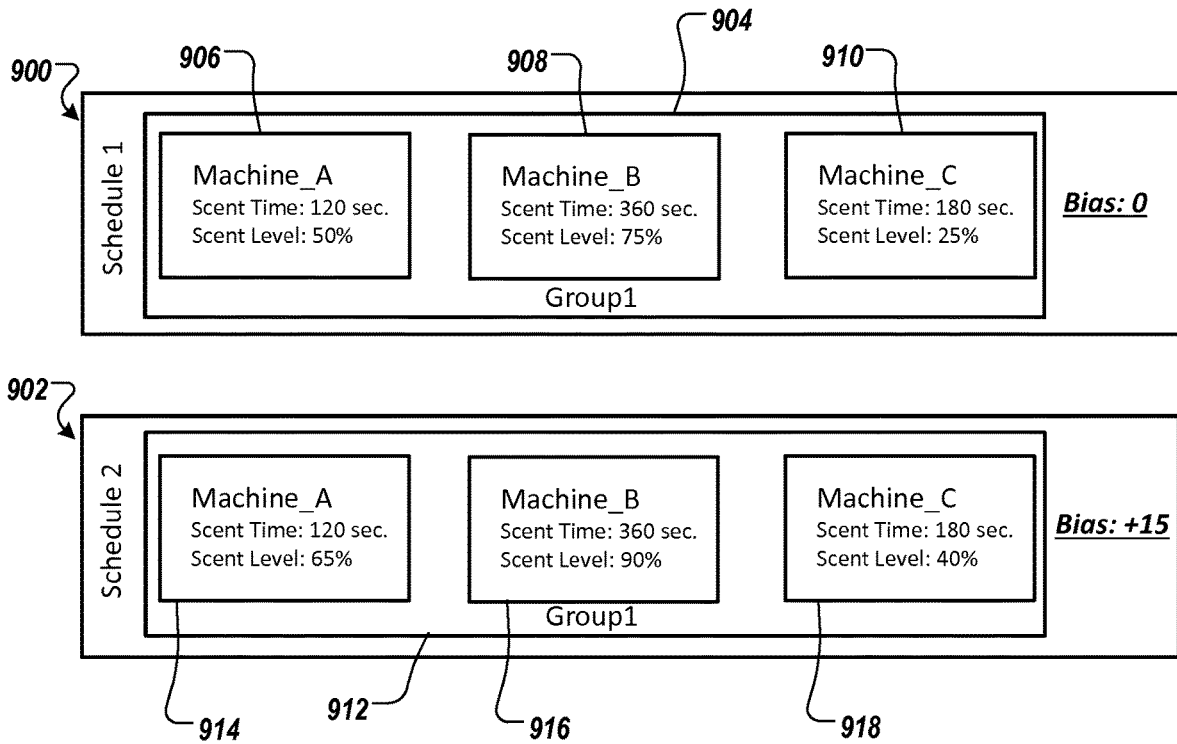 904
906
908
910
900
Schedule 1
Machine_A
Scent Time: 120 sec.
Scent Level: 50%
Machine_B
Scent Time: 360 sec.
Scent Level: 75%
Machine_C
Scent Time: 180 sec.
Scent Level: 25%
Bias: 0
Group1
902
Schedule 2
Machine_A
Scent Time: 120 sec.
Scent Level: 65%
Machine_B
Scent Time: 360 sec.
Scent Level: 90%
Machine_C
Scent Time: 180 sec.
Scent Level: 40%
Bias: +15
Group1
914
912
916
918